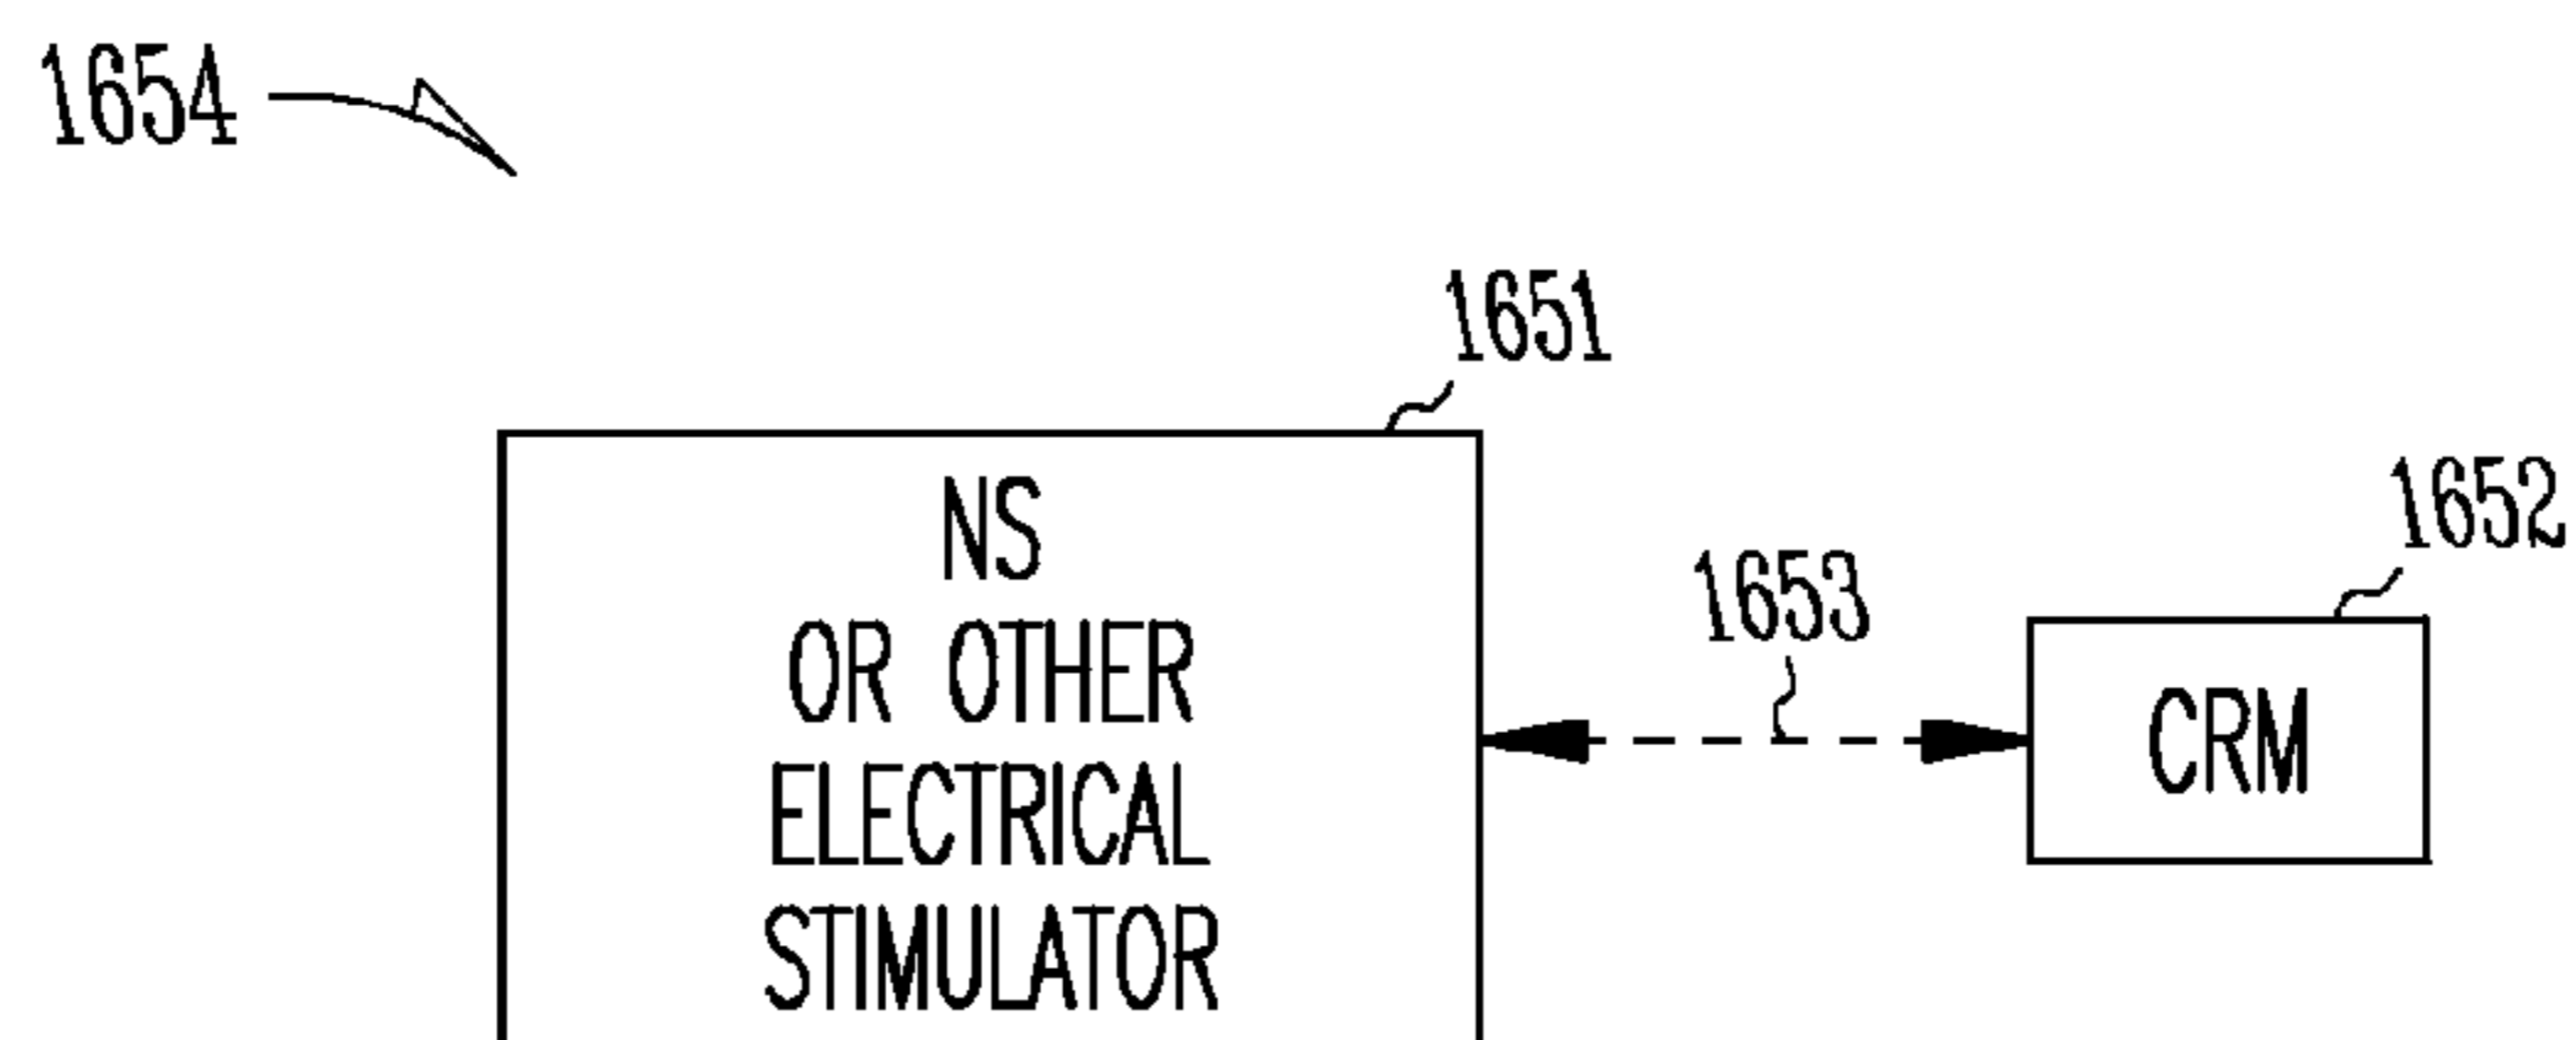 1654
1651
NS
OR OTHER
ELECTRICAL
STIMULATOR
1653
1652
CRM